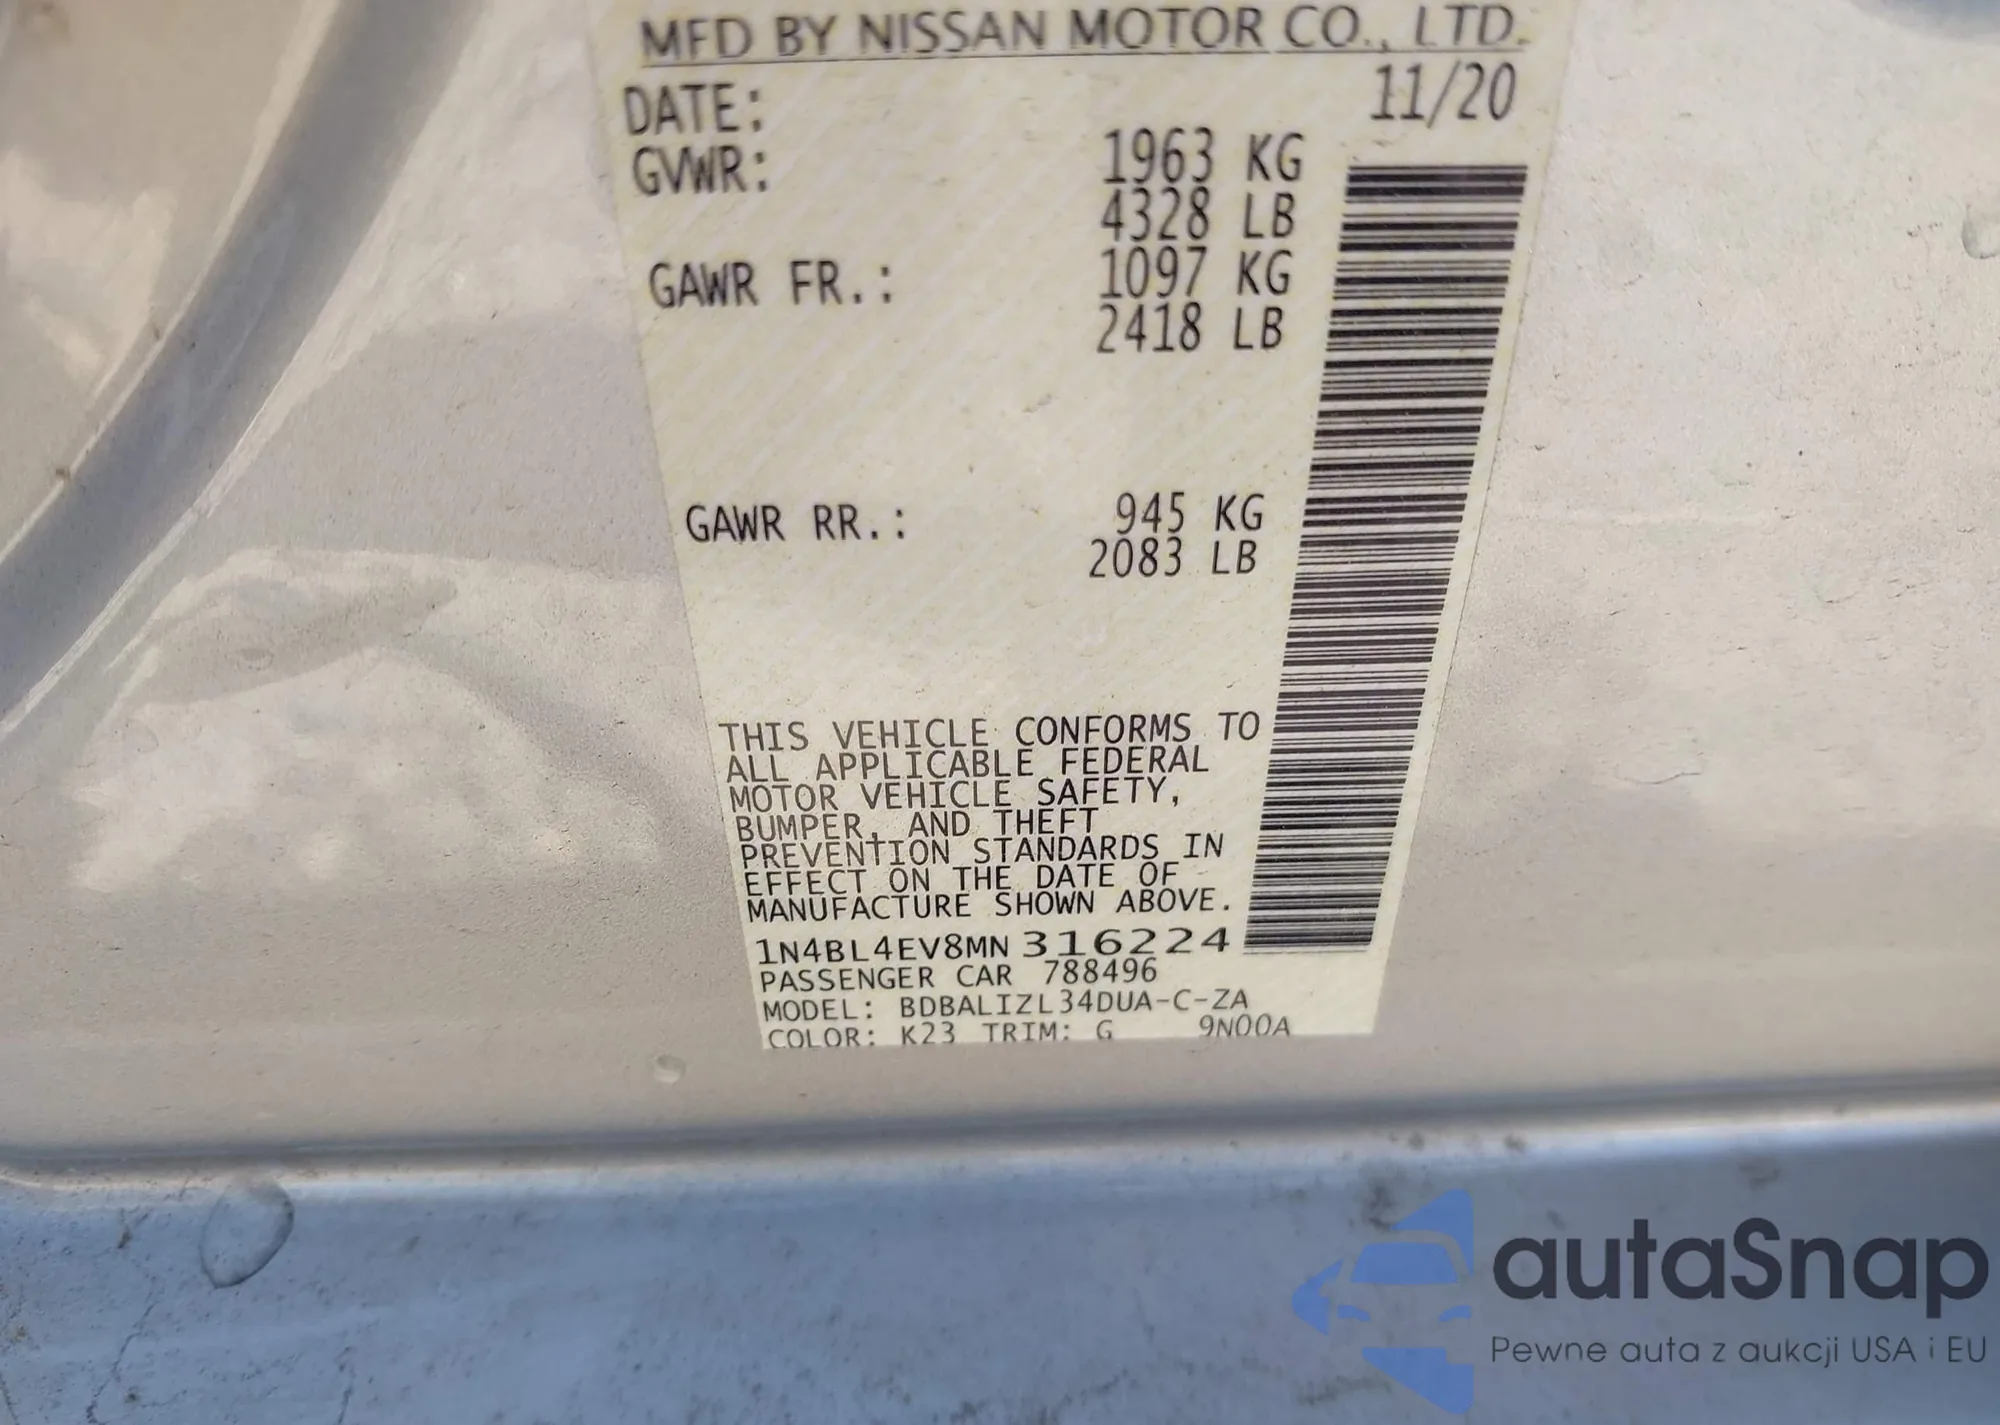 MFD BY NISSAN MOTOR CO., LTD.
DATE: 11/20
GVWR: 1963 KG
4328 LB
GAWR FR.: 1097 KG
2418 LB
GAWR RR.: 945 KG
2083 LB
THIS VEHICLE CONFORMS TO
ALL APPLICABLE FEDERAL
MOTOR VEHICLE SAFETY,
BUMPER, AND THEFT
PREVENTION STANDARDS IN
EFFECT ON THE DATE OF
MANUFACTURE SHOWN ABOVE.
1N4BL4EV8MN316224
PASSENGER CAR 788496
MODEL: BDBALIZL34DUA-C-ZA
COLOR: K23 TRIM: G 9N00A
autaSnap
Pewne auta z aukcji USA i EU